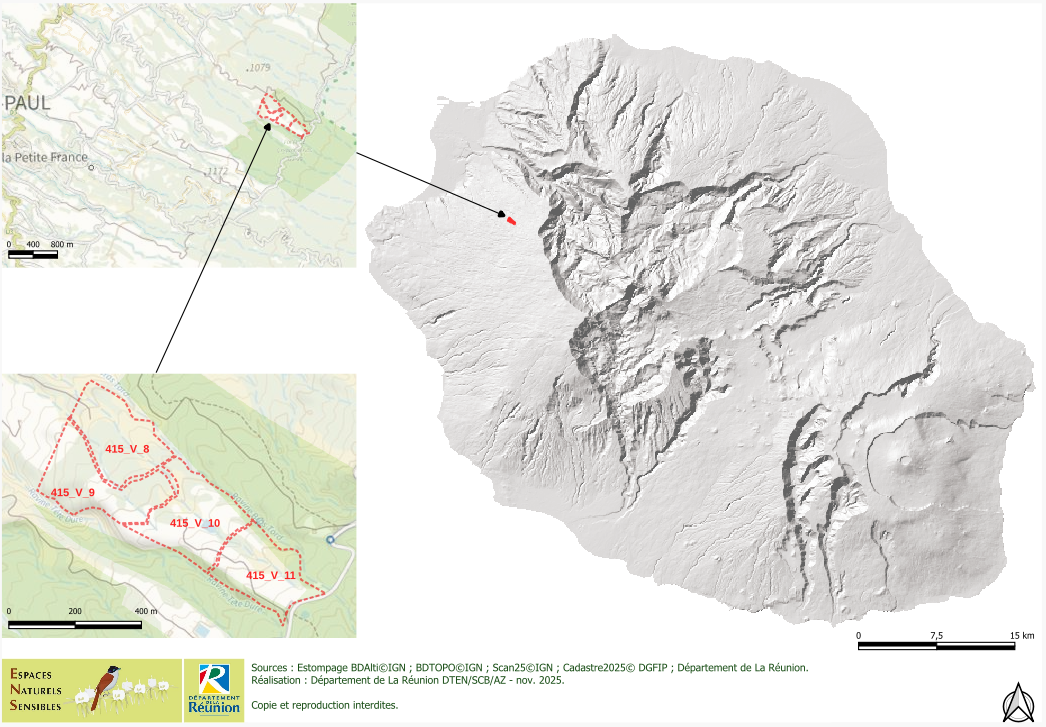 .1079
PAUL
la Petite France
.1172
0 400 800 m
415_V_8
415_V_9
415_V_10
415_V_11
0 200 400 m
0 7,5 15 km
ESPACES
NATURELS
SENSIBLES
DÉPARTEMENT
DE LA
Réunion
Sources : Estompage BDAlti©IGN ; BDTOPO©IGN ; Scan25©IGN ; Cadastre2025© DGFIP ; Département de La Réunion.
Réalisation : Département de La Réunion DTEN/SCB/AZ - nov. 2025.
Copie et reproduction interdites.